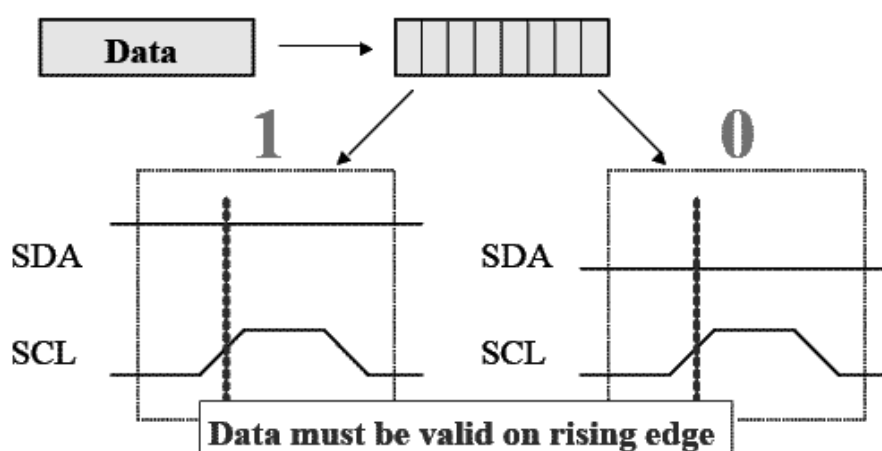 Data
1
0
SDA
SDA
SCL
SCL
Data must be valid on rising edge